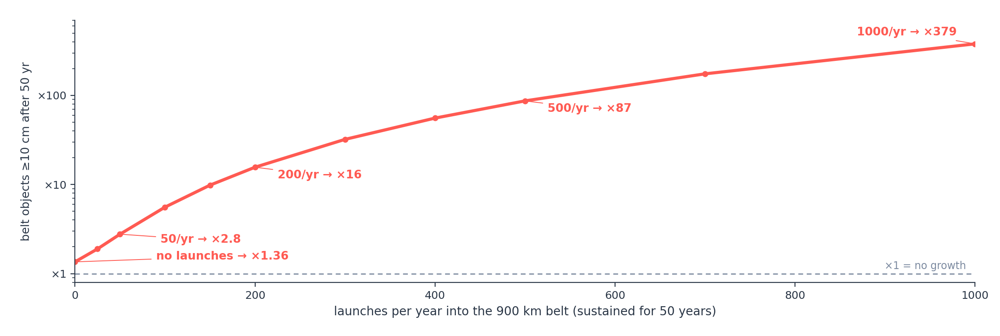 1000/yr → ×379
belt objects ≥10 cm after 50 yr
×100
500/yr → ×87
×10
200/yr → ×16
50/yr → ×2.8
no launches → ×1.36
×1 = no growth
×1
0 200 400 600 800 1000
launches per year into the 900 km belt (sustained for 50 years)